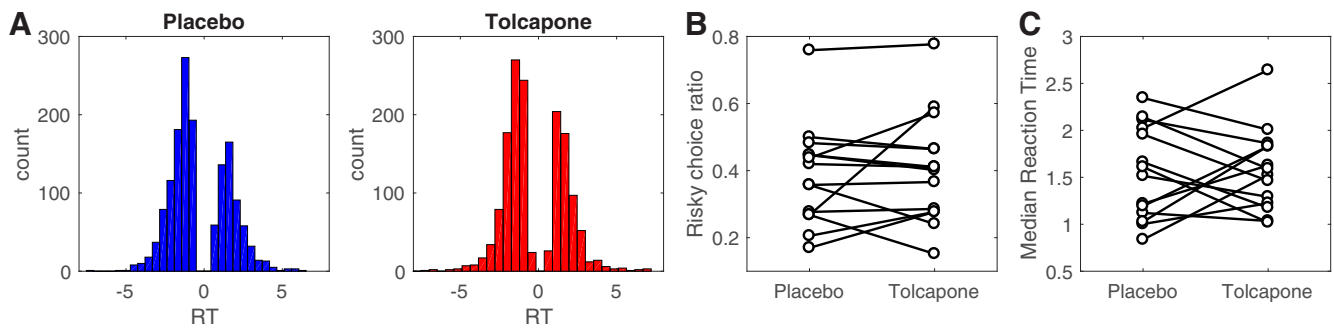 A
Placebo
300
200
100
0
count
-5 0 5
RT
Tolcapone
300
200
100
0
count
-5 0 5
RT
B
0.8
0.6
0.4
0.2
Risky choice ratio
Placebo Tolcapone
C
3
2.5
2
1.5
1
0.5
Median Reaction Time
Placebo Tolcapone